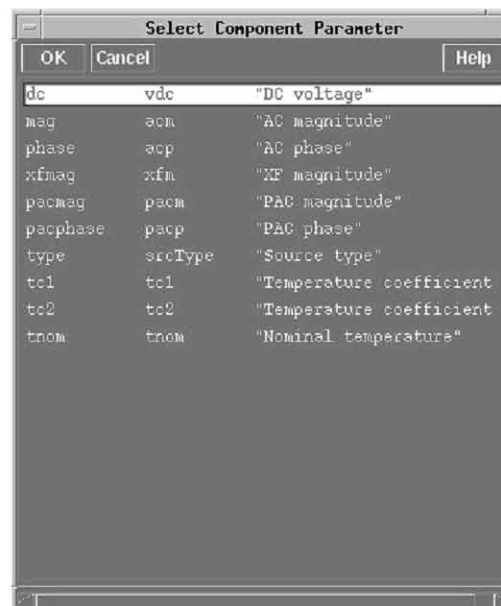 Select Component Parameter
OK Cancel Help
dc vdc "DC voltage"
mag acm "AC magnitude"
phase acp "AC phase"
xfmag xfm "XF magnitude"
pacmag pacm "PAC magnitude"
pacphase pacp "PAC phase"
type srcType "Source type"
tc1 tc1 "Temperature coefficient
tc2 tc2 "Temperature coefficient
tnom tnom "Nominal temperature"